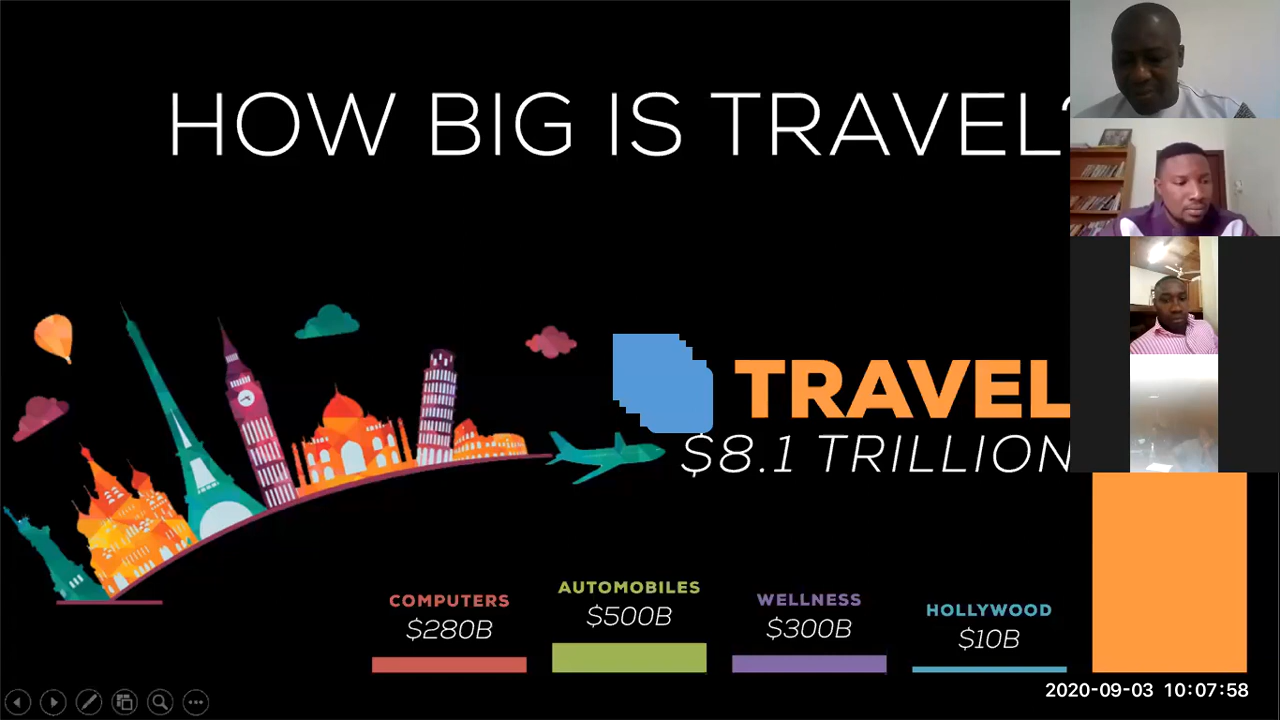 HOW BIG IS TRAVEL?
TRAVEL
$8.1 TRILLION
COMPUTERS
$280B
AUTOMOBILES
$500B
WELLNESS
$300B
HOLLYWOOD
$10B
2020-09-03 10:07:58